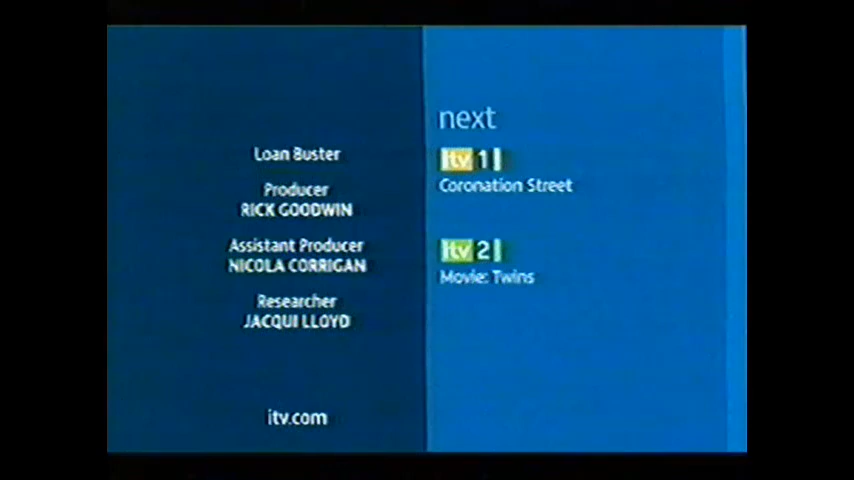 Loan Buster
Producer
RICK GOODWIN
Assistant Producer
NICOLA CORRIGAN
Researcher
JACQUI LLOYD
itv.com
next
itv 1
Coronation Street
itv 2
Movie: Twins